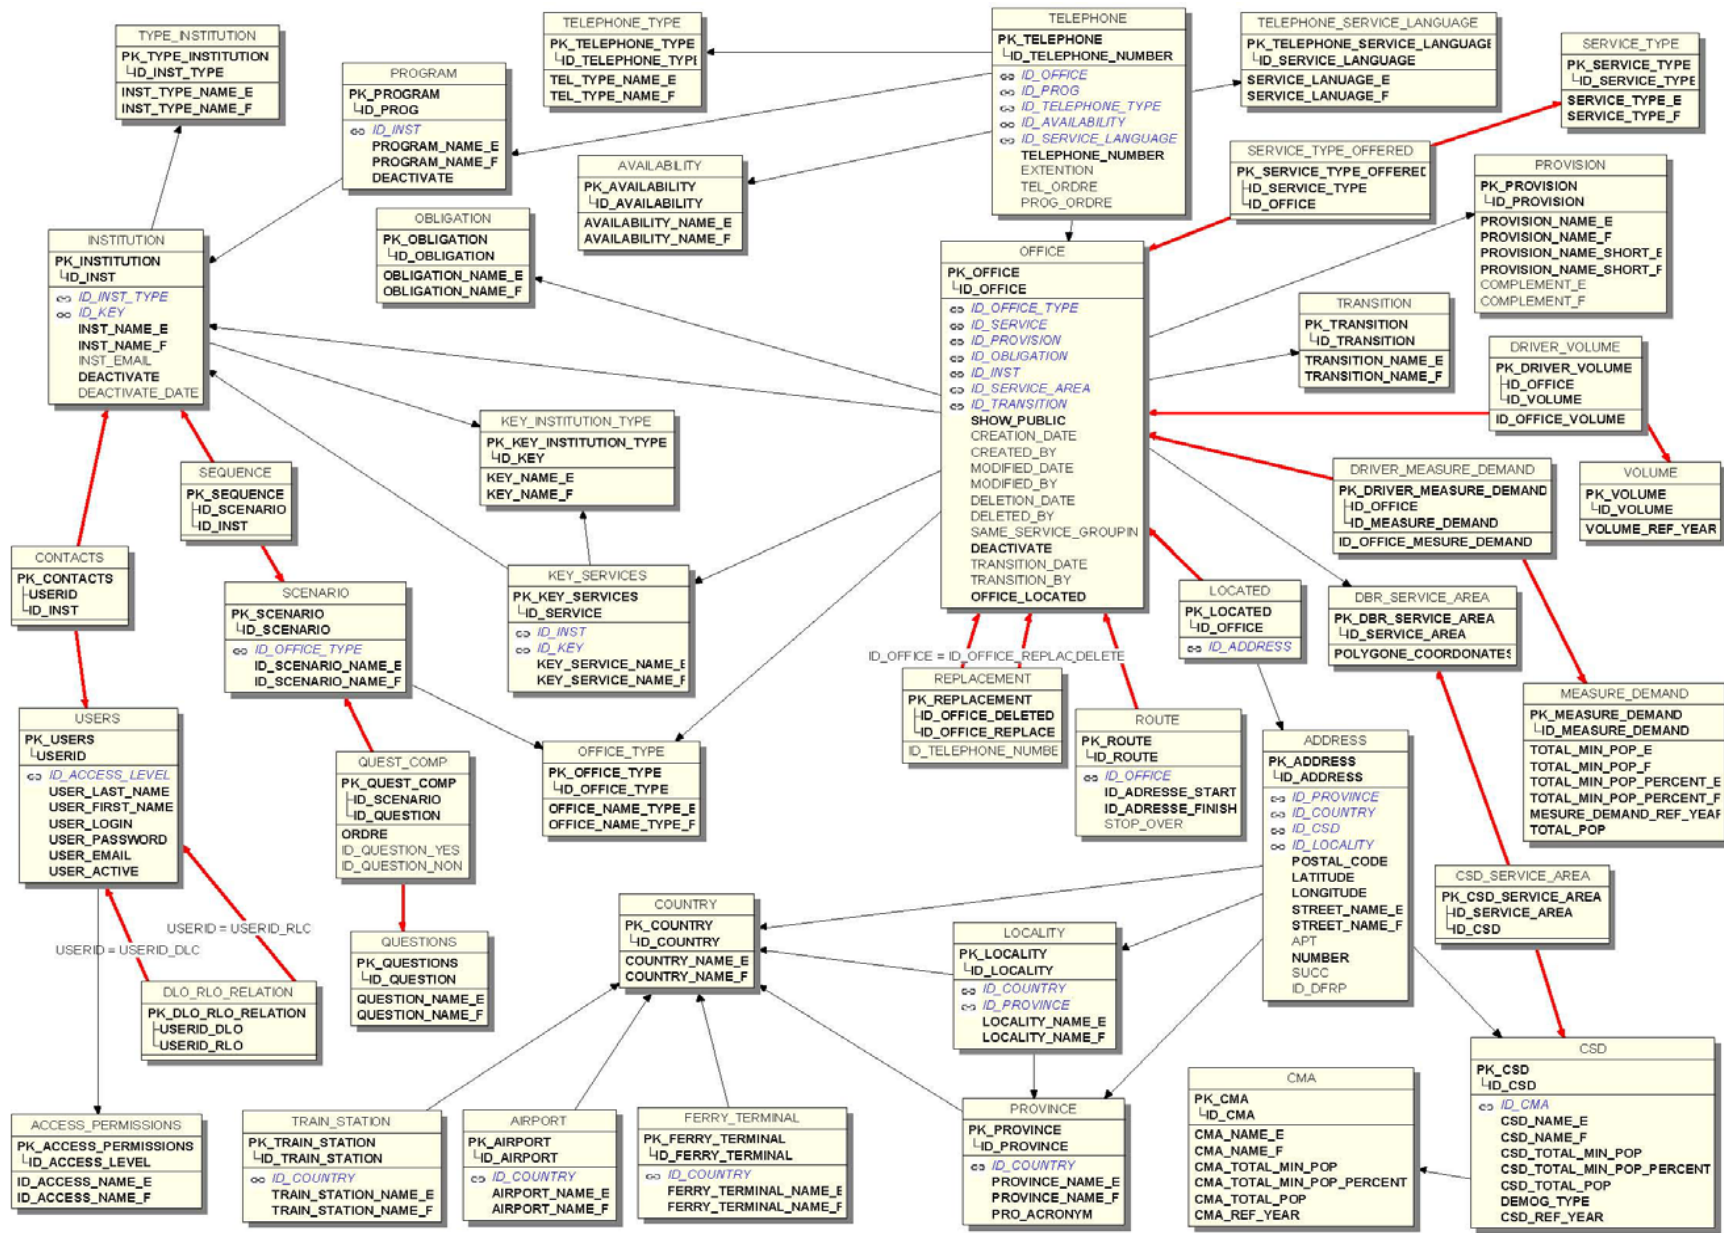 TYPE_INSTITUTION
PK_TYPE_INSTITUTION
ID_INST_TYPE
INST_TYPE_NAME_E
INST_TYPE_NAME_F
PROGRAM
PK_PROGRAM
ID_PROG
ID_INST
PROGRAM_NAME_E
PROGRAM_NAME_F
DEACTIVATE
TELEPHONE_TYPE
PK_TELEPHONE_TYPE
ID_TELEPHONE_TYPE
TEL_TYPE_NAME_E
TEL_TYPE_NAME_F
TELEPHONE
PK_TELEPHONE
ID_TELEPHONE_NUMBER
ID_OFFICE
ID_PROG
ID_TELEPHONE_TYPE
ID_AVAILABILITY
ID_SERVICE_LANGUAGE
TELEPHONE_NUMBER
EXTENTION
TEL_ORDRE
PROG_ORDRE
TELEPHONE_SERVICE_LANGUAGE
PK_TELEPHONE_SERVICE_LANGUAGE
ID_SERVICE_LANGUAGE
SERVICE_LANUAGE_E
SERVICE_LANUAGE_F
SERVICE_TYPE
PK_SERVICE_TYPE
ID_SERVICE_TYPE
SERVICE_TYPE_E
SERVICE_TYPE_F
AVAILABILITY
PK_AVAILABILITY
ID_AVAILABILITY
AVAILABILITY_NAME_E
AVAILABILITY_NAME_F
SERVICE_TYPE_OFFERED
PK_SERVICE_TYPE_OFFERED
ID_SERVICE_TYPE
ID_OFFICE
PROVISION
PK_PROVISION
ID_PROVISION
PROVISION_NAME_E
PROVISION_NAME_F
PROVISION_NAME_SHORT_E
PROVISION_NAME_SHORT_F
COMPLEMENT_E
COMPLEMENT_F
OBLIGATION
PK_OBLIGATION
ID_OBLIGATION
OBLIGATION_NAME_E
OBLIGATION_NAME_F
INSTITUTION
PK_INSTITUTION
ID_INST
ID_INST_TYPE
ID_KEY
INST_NAME_E
INST_NAME_F
INST_EMAIL
DEACTIVATE
DEACTIVATE_DATE
OFFICE
PK_OFFICE
ID_OFFICE
ID_OFFICE_TYPE
ID_SERVICE
ID_PROVISION
ID_OBLIGATION
ID_INST
ID_SERVICE_AREA
ID_TRANSITION
SHOW_PUBLIC
CREATION_DATE
CREATED_BY
MODIFIED_DATE
MODIFIED_BY
DELETION_DATE
DELETED_BY
SAME_SERVICE_GROUPIN
DEACTIVATE
TRANSITION_DATE
TRANSITION_BY
OFFICE_LOCATED
TRANSITION
PK_TRANSITION
ID_TRANSITION
TRANSITION_NAME_E
TRANSITION_NAME_F
DRIVER_VOLUME
PK_DRIVER_VOLUME
ID_OFFICE
ID_VOLUME
ID_OFFICE_VOLUME
KEY_INSTITUTION_TYPE
PK_KEY_INSTITUTION_TYPE
ID_KEY
KEY_NAME_E
KEY_NAME_F
SEQUENCE
PK_SEQUENCE
ID_SCENARIO
ID_INST
DRIVER_MEASURE_DEMAND
PK_DRIVER_MEASURE_DEMAND
ID_OFFICE
ID_MEASURE_DEMAND
ID_OFFICE_MESURE_DEMAND
VOLUME
PK_VOLUME
ID_VOLUME
VOLUME_REF_YEAR
CONTACTS
PK_CONTACTS
USERID
ID_INST
SCENARIO
PK_SCENARIO
ID_SCENARIO
ID_OFFICE_TYPE
ID_SCENARIO_NAME_E
ID_SCENARIO_NAME_F
KEY_SERVICES
PK_KEY_SERVICES
ID_SERVICE
ID_INST
ID_KEY
KEY_SERVICE_NAME_E
KEY_SERVICE_NAME_F
LOCATED
PK_LOCATED
ID_OFFICE
ID_ADDRESS
DBR_SERVICE_AREA
PK_DBR_SERVICE_AREA
ID_SERVICE_AREA
POLYGONE_COORDONATES
ID_OFFICE = ID_OFFICE_REPLAC_DELETE
REPLACEMENT
PK_REPLACEMENT
ID_OFFICE_DELETED
ID_OFFICE_REPLACE
ID_TELEPHONE_NUMBE
ROUTE
PK_ROUTE
ID_ROUTE
ID_OFFICE
ID_ADRESSE_START
ID_ADRESSE_FINISH
STOP_OVER
MEASURE_DEMAND
PK_MEASURE_DEMAND
ID_MEASURE_DEMAND
TOTAL_MIN_POP_E
TOTAL_MIN_POP_F
TOTAL_MIN_POP_PERCENT_E
TOTAL_MIN_POP_PERCENT_F
MESURE_DEMAND_REF_YEAR
TOTAL_POP
USERS
PK_USERS
USERID
ID_ACCESS_LEVEL
USER_LAST_NAME
USER_FIRST_NAME
USER_LOGIN
USER_PASSWORD
USER_EMAIL
USER_ACTIVE
QUEST_COMP
PK_QUEST_COMP
ID_SCENARIO
ID_QUESTION
ORDRE
ID_QUESTION_YES
ID_QUESTION_NON
OFFICE_TYPE
PK_OFFICE_TYPE
ID_OFFICE_TYPE
OFFICE_NAME_TYPE_E
OFFICE_NAME_TYPE_F
ADDRESS
PK_ADDRESS
ID_ADDRESS
ID_PROVINCE
ID_COUNTRY
ID_CSD
ID_LOCALITY
POSTAL_CODE
LATITUDE
LONGITUDE
STREET_NAME_E
STREET_NAME_F
APT
NUMBER
SUCC
ID_DFRP
CSD_SERVICE_AREA
PK_CSD_SERVICE_AREA
ID_SERVICE_AREA
ID_CSD
USERID = USERID_RLC
USERID = USERID_DLC
QUESTIONS
PK_QUESTIONS
ID_QUESTION
QUESTION_NAME_E
QUESTION_NAME_F
COUNTRY
PK_COUNTRY
ID_COUNTRY
COUNTRY_NAME_E
COUNTRY_NAME_F
LOCALITY
PK_LOCALITY
ID_LOCALITY
ID_COUNTRY
ID_PROVINCE
LOCALITY_NAME_E
LOCALITY_NAME_F
DLO_RLO_RELATION
PK_DLO_RLO_RELATION
USERID_DLO
USERID_RLO
ACCESS_PERMISSIONS
PK_ACCESS_PERMISSIONS
ID_ACCESS_LEVEL
ID_ACCESS_NAME_E
ID_ACCESS_NAME_F
TRAIN_STATION
PK_TRAIN_STATION
ID_TRAIN_STATION
ID_COUNTRY
TRAIN_STATION_NAME_E
TRAIN_STATION_NAME_F
AIRPORT
PK_AIRPORT
ID_AIRPORT
ID_COUNTRY
AIRPORT_NAME_E
AIRPORT_NAME_F
FERRY_TERMINAL
PK_FERRY_TERMINAL
ID_FERRY_TERMINAL
ID_COUNTRY
FERRY_TERMINAL_NAME_E
FERRY_TERMINAL_NAME_F
PROVINCE
PK_PROVINCE
ID_PROVINCE
ID_COUNTRY
PROVINCE_NAME_E
PROVINCE_NAME_F
PRO_ACRONYM
CMA
PK_CMA
ID_CMA
CMA_NAME_E
CMA_NAME_F
CMA_TOTAL_MIN_POP
CMA_TOTAL_MIN_POP_PERCENT
CMA_TOTAL_POP
CMA_REF_YEAR
CSD
PK_CSD
ID_CSD
ID_CMA
CSD_NAME_E
CSD_NAME_F
CSD_TOTAL_MIN_POP
CSD_TOTAL_MIN_POP_PERCENT
CSD_TOTAL_POP
DEMOG_TYPE
CSD_REF_YEAR